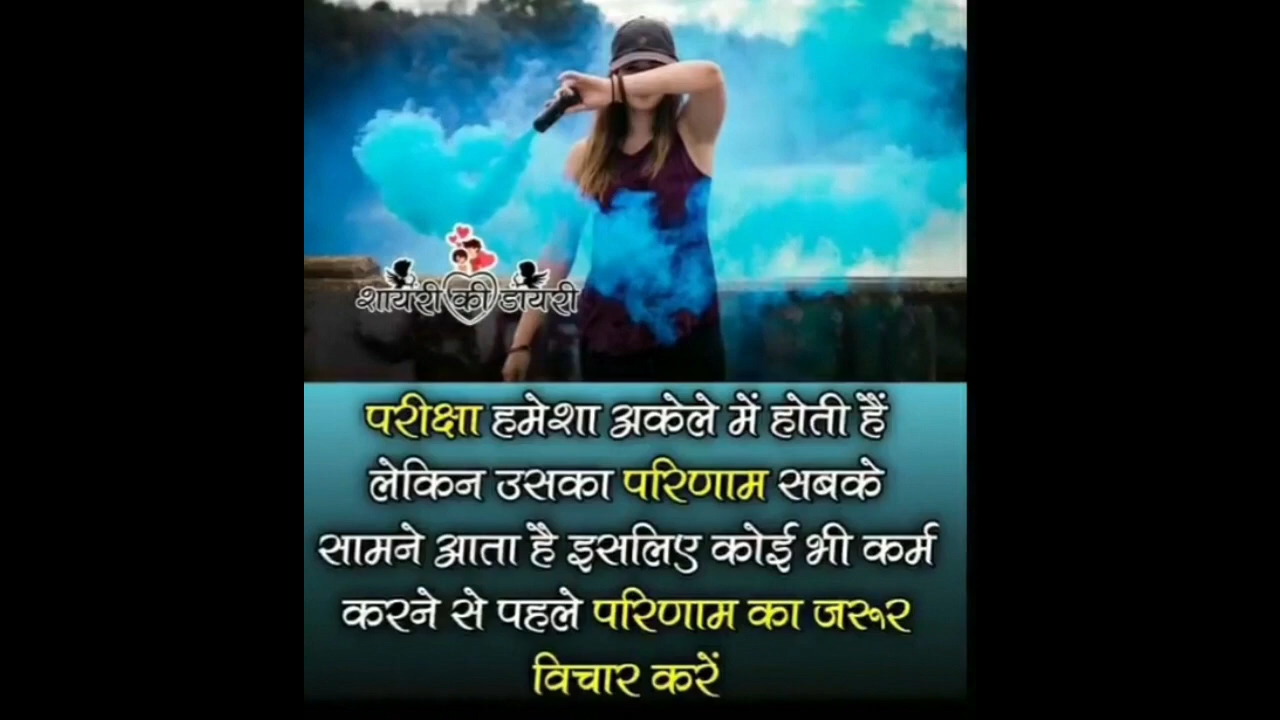 शायरी की डायरी
परीक्षा हमेशा अकेले में होती हैं
लेकिन उसका परिणाम सबके
सामने आता है इसलिए कोई भी कर्म
करने से पहले परिणाम का जरूर
विचार करें